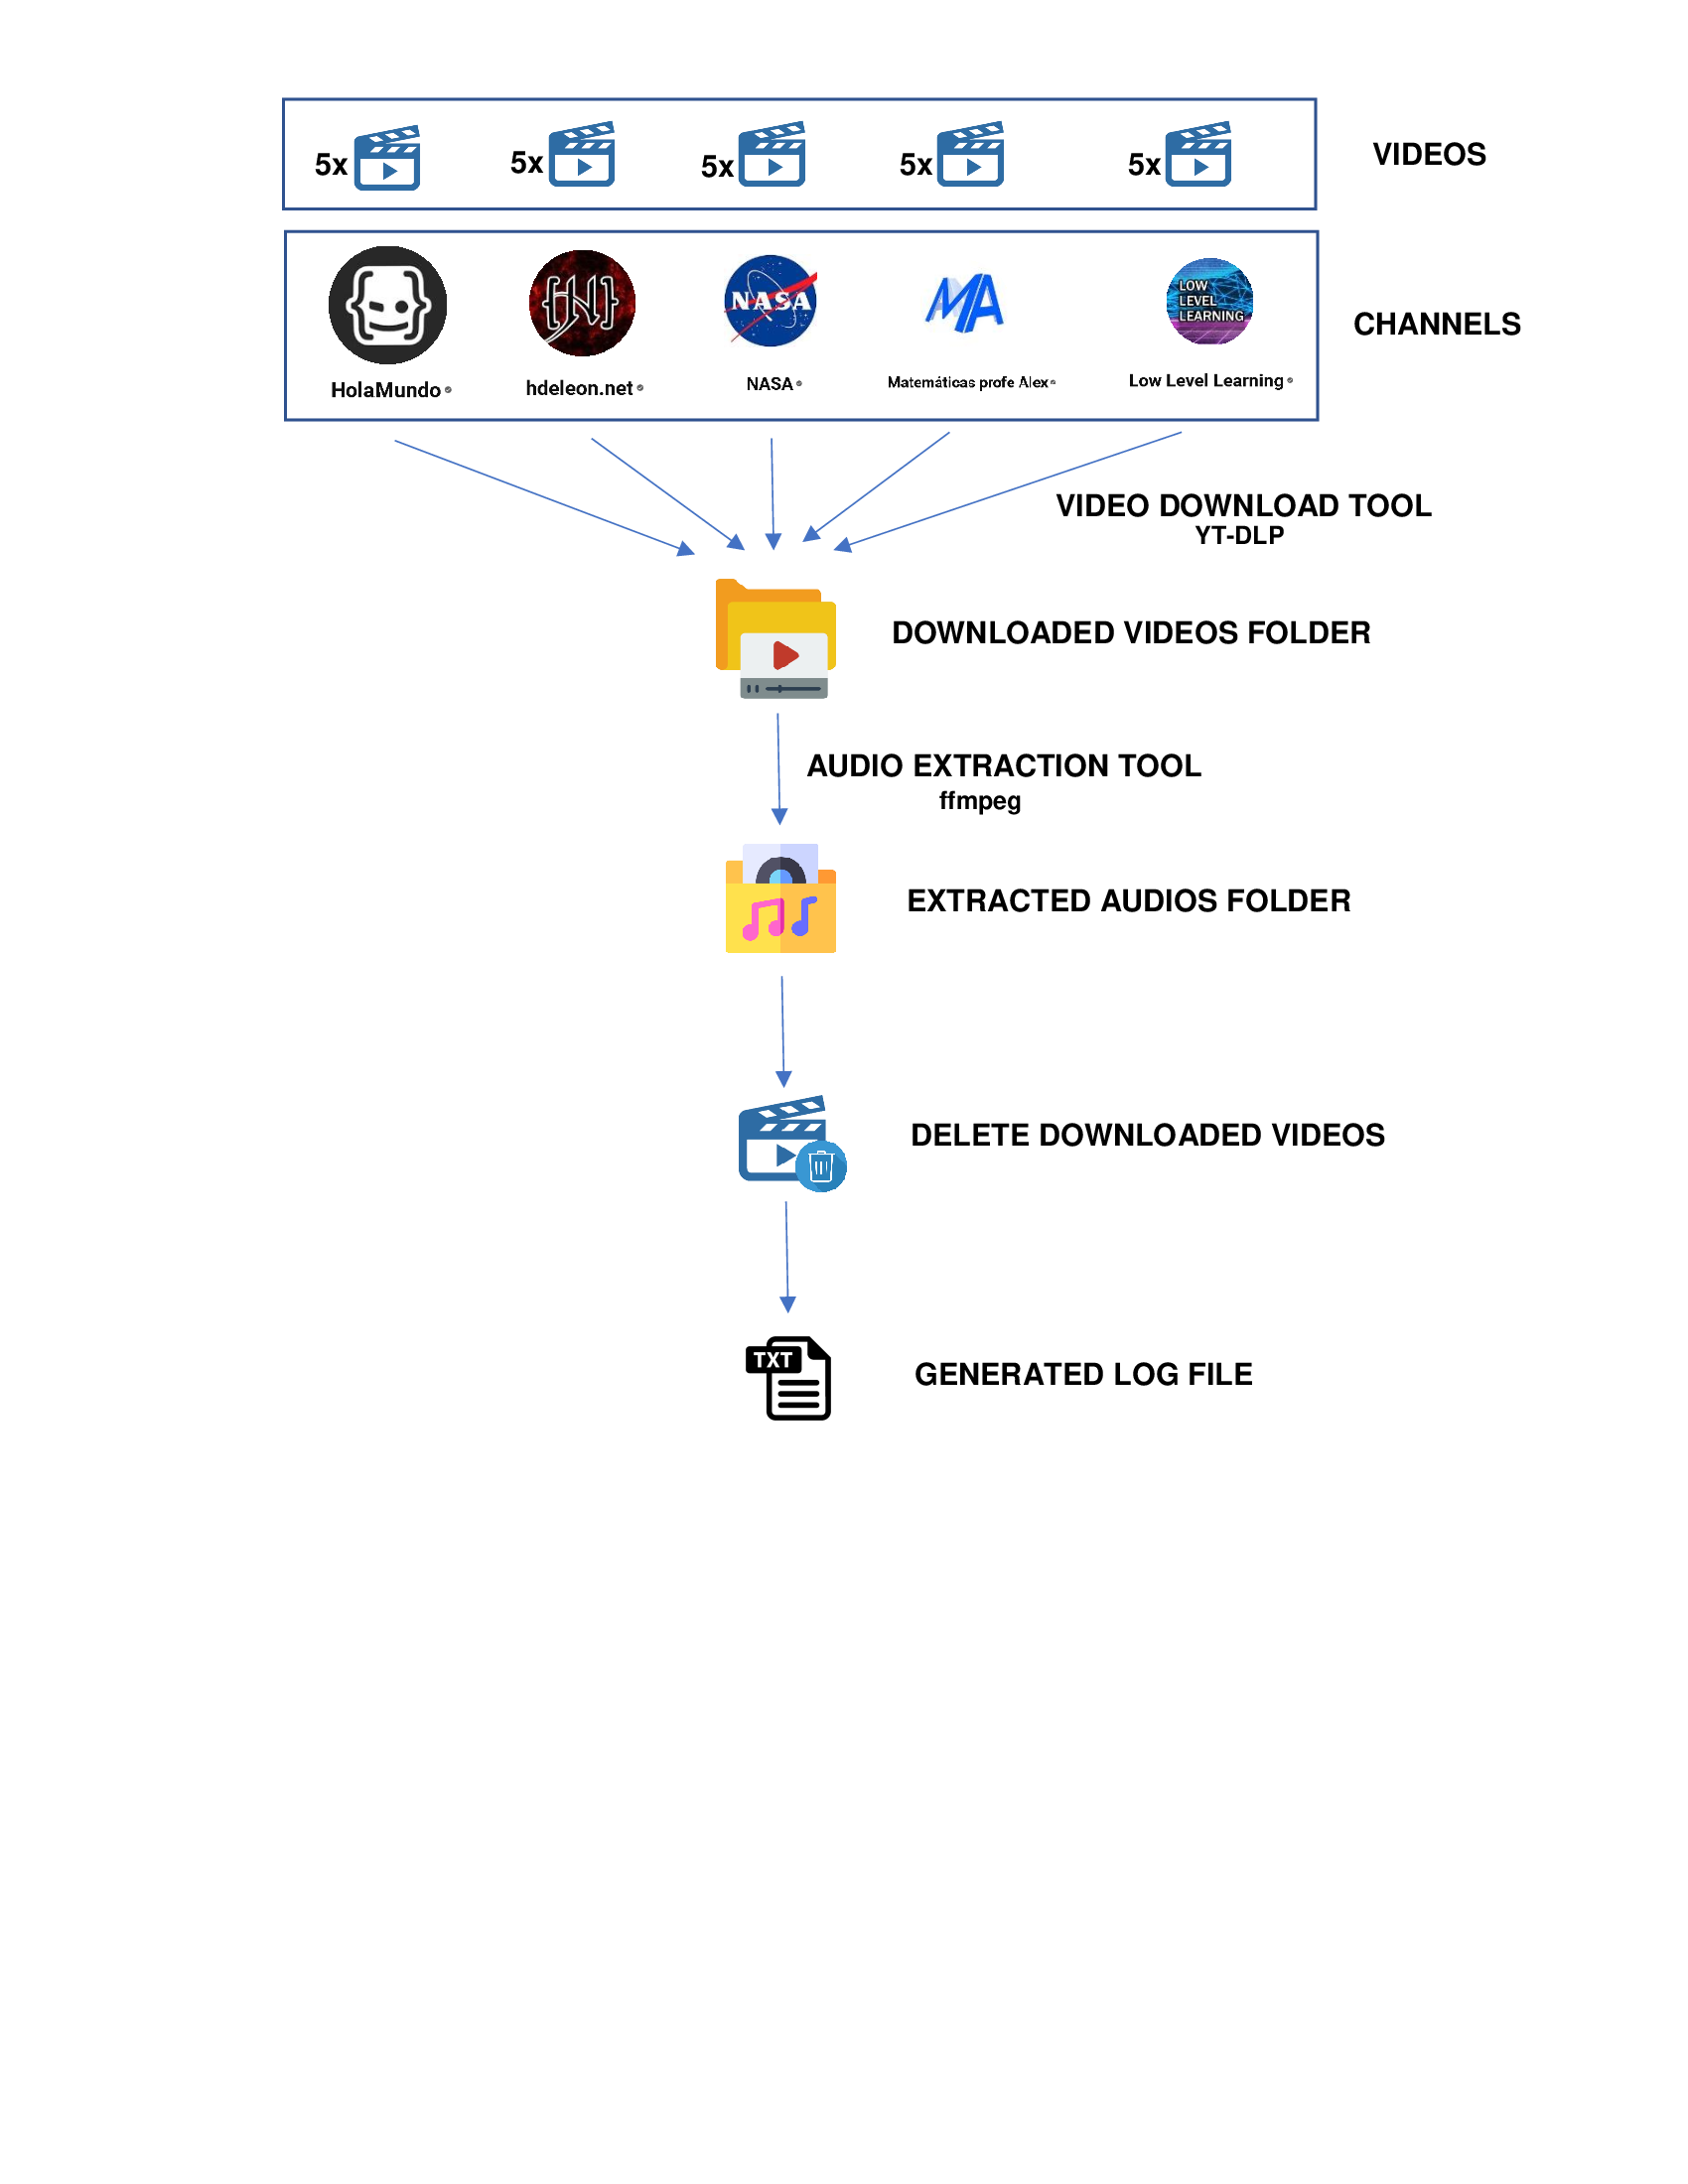 5x 5x 5x 5x 5x
VIDEOS
NASA
LOW
LEVEL
LEARNING
CHANNELS
HolaMundo hdeleon.net NASA Matemáticas profe Alex Low Level Learning
VIDEO DOWNLOAD TOOL
YT-DLP
DOWNLOADED VIDEOS FOLDER
AUDIO EXTRACTION TOOL
ffmpeg
EXTRACTED AUDIOS FOLDER
DELETE DOWNLOADED VIDEOS
TXT
GENERATED LOG FILE